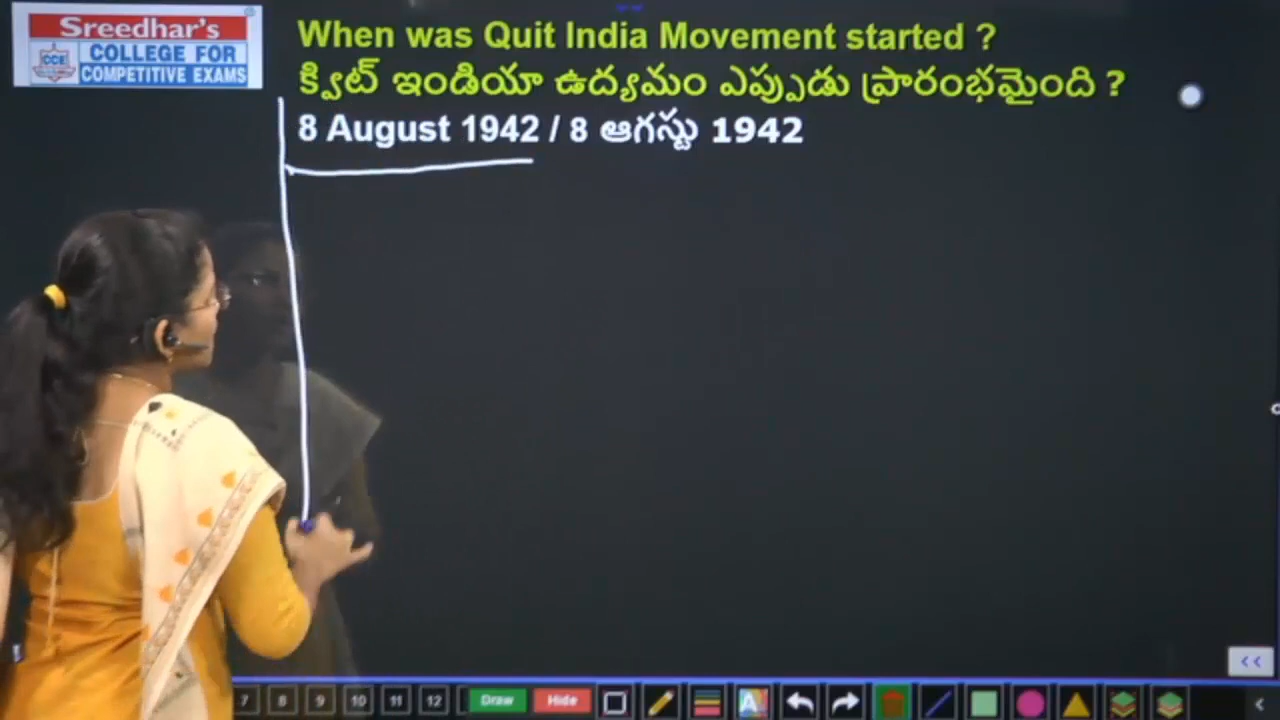 Sreedhar's
CCE
COLLEGE FOR
COMPETITIVE EXAMS
When was Quit India Movement started ?
క్విట్ ఇండియా ఉద్యమం ఎప్పుడు ప్రారంభమైంది ?
8 August 1942 / 8 ఆగస్టు 1942
7 8 9 10 11 12 Draw Hide A <<